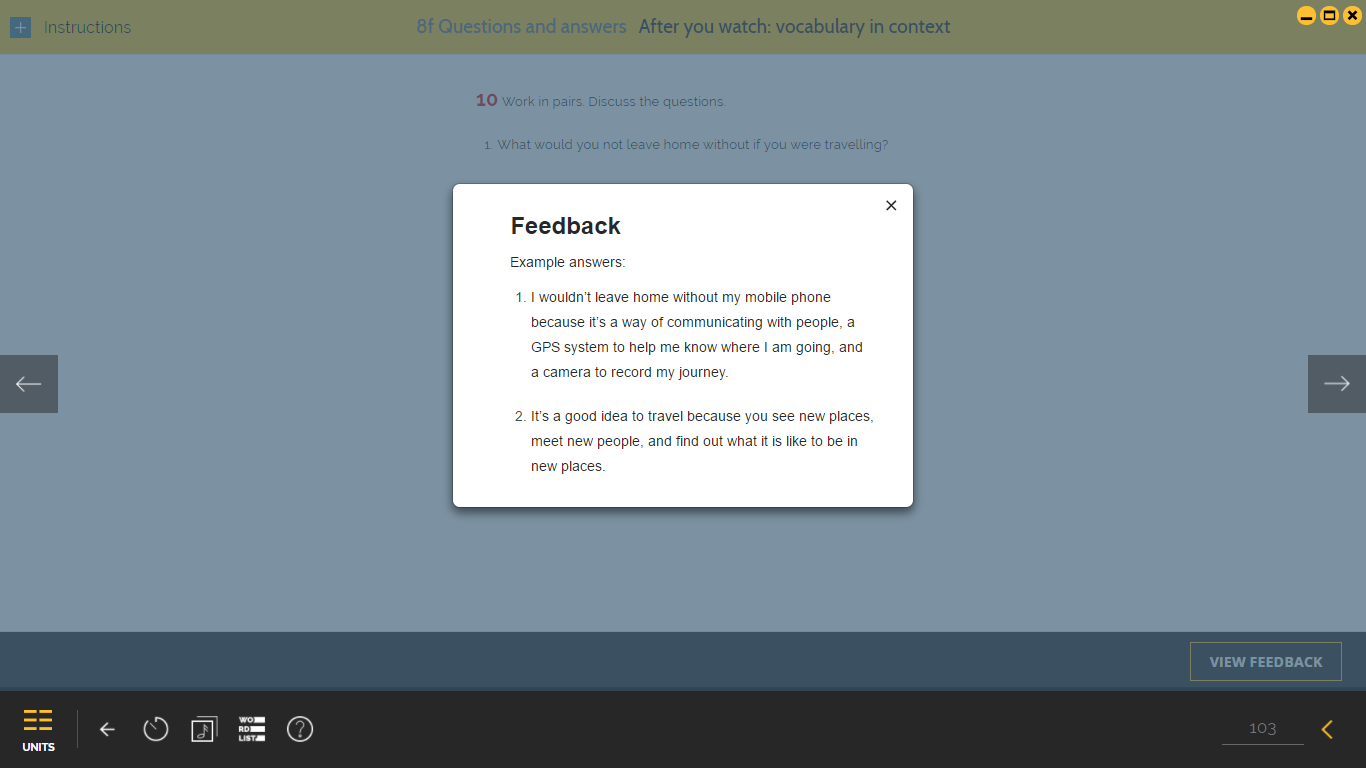 Instructions
8f Questions and answers After you watch: vocabulary in context
10 Work in pairs. Discuss the questions.
1. What would you not leave home without if you were travelling?
Feedback
Example answers:
1. I wouldn’t leave home without my mobile phone
because it’s a way of communicating with people, a
GPS system to help me know where I am going, and
a camera to record my journey.
2. It’s a good idea to travel because you see new places,
meet new people, and find out what it is like to be in
new places.
VIEW FEEDBACK
UNITS
WO
RD
LIST
103